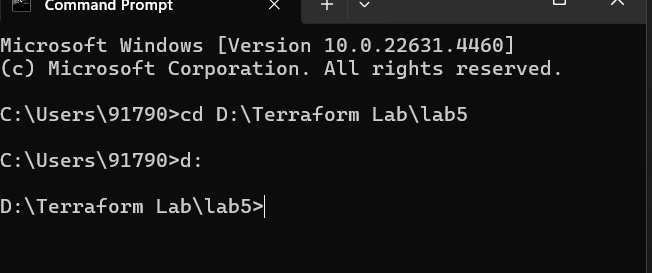 Command Prompt
Microsoft Windows [Version 10.0.22631.4460]
(c) Microsoft Corporation. All rights reserved.
C:\Users\91790>cd D:\Terraform Lab\lab5
C:\Users\91790>d:
D:\Terraform Lab\lab5>